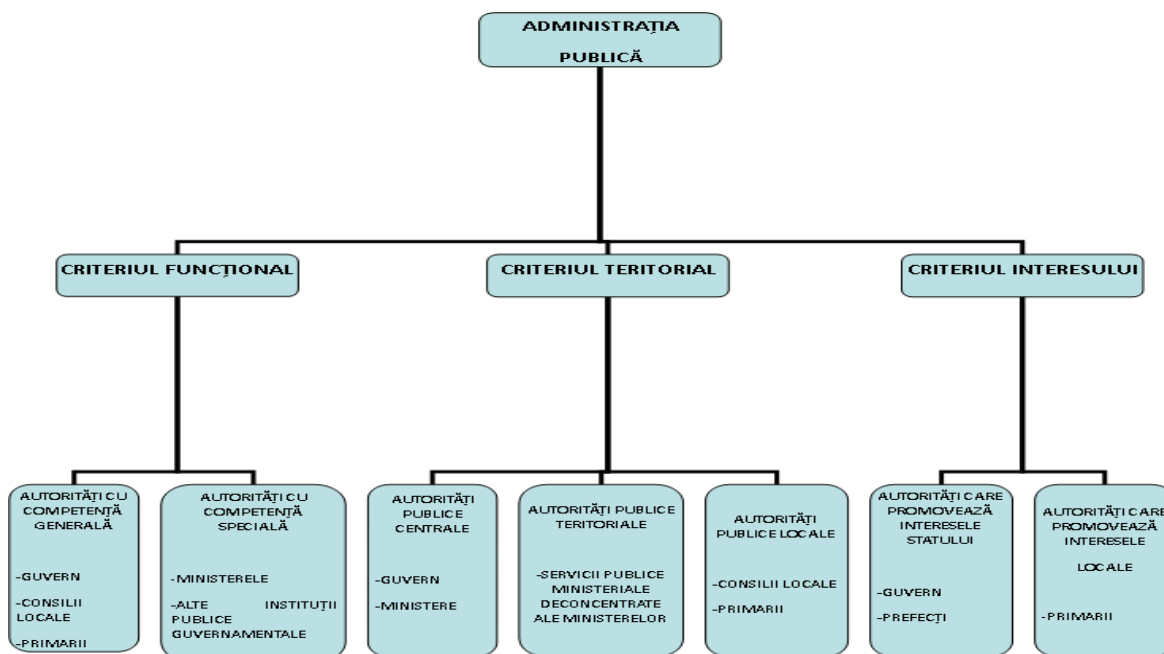 ADMINISTRAȚIA
PUBLICĂ
CRITERIUL FUNCȚIONAL
CRITERIUL TERITORIAL
CRITERIUL INTERESULUI
AUTORITĂȚI CU
COMPETENȚĂ
GENERALĂ
-GUVERN
-CONSILII
LOCALE
-PRIMARII
AUTORITĂȚI CU
COMPETENȚĂ
SPECIALĂ
-MINISTERELE
-ALTE INSTITUȚII
PUBLICE
GUVERNAMENTALE
AUTORITĂȚI
PUBLICE
CENTRALE
-GUVERN
-MINISTERE
AUTORITĂȚI PUBLICE
TERITORIALE
-SERVICII PUBLICE
MINISTERIALE
DECONCENTRATE
ALE MINISTERELOR
AUTORITĂȚI
PUBLICE LOCALE
-CONSILII LOCALE
-PRIMARII
AUTORITĂȚI CARE
PROMOVEAZĂ
INTERESELE
STATULUI
-GUVERN
-PREFECȚI
AUTORITĂȚI CARE
PROMOVEAZĂ
INTERESELE
LOCALE
-PRIMARII